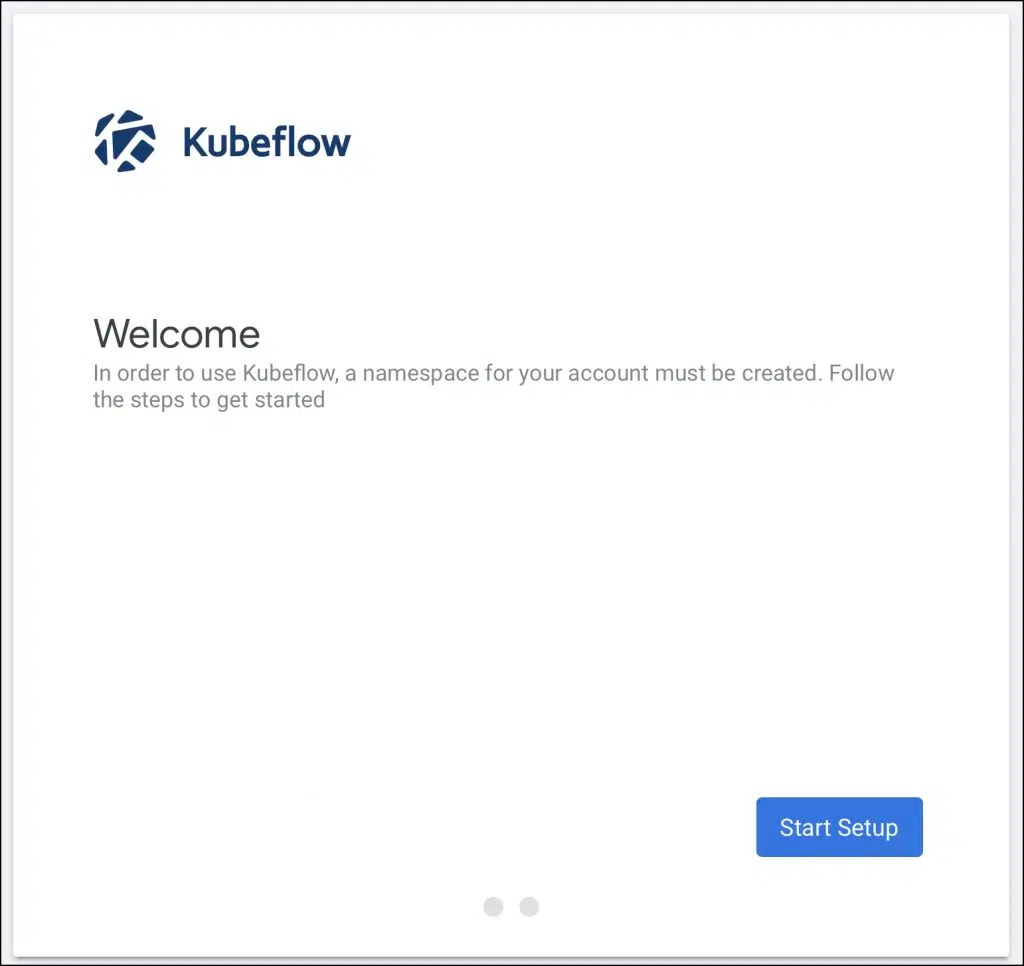 Kubeflow
Welcome
In order to use Kubeflow, a namespace for your account must be created. Follow
the steps to get started
Start Setup